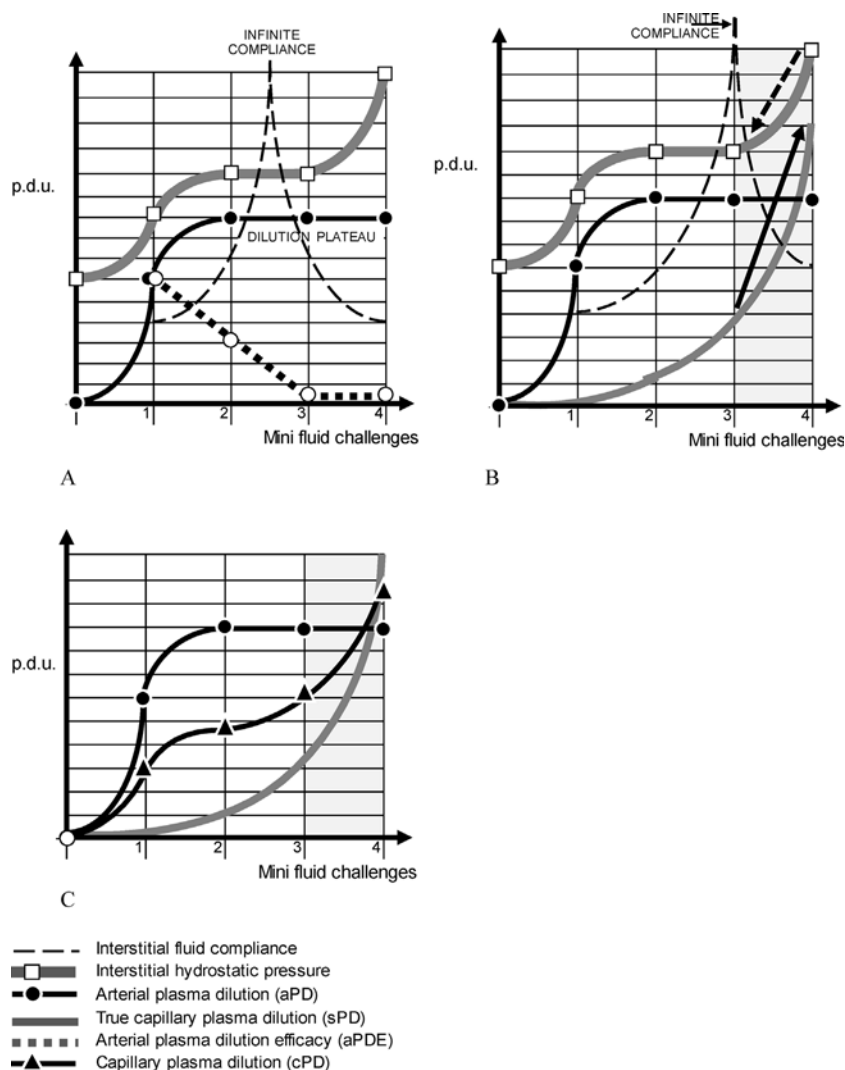 INFINITE
COMPLIANCE
p.d.u.
DILUTION PLATEAU
1 2 3 4
Mini fluid challenges
A
INFINITE
COMPLIANCE
p.d.u.
1 2 3 4
Mini fluid challenges
B
p.d.u.
1 2 3 4
Mini fluid challenges
C
Interstitial fluid compliance
Interstitial hydrostatic pressure
Arterial plasma dilution (aPD)
True capillary plasma dilution (sPD)
Arterial plasma dilution efficacy (aPDE)
Capillary plasma dilution (cPD)